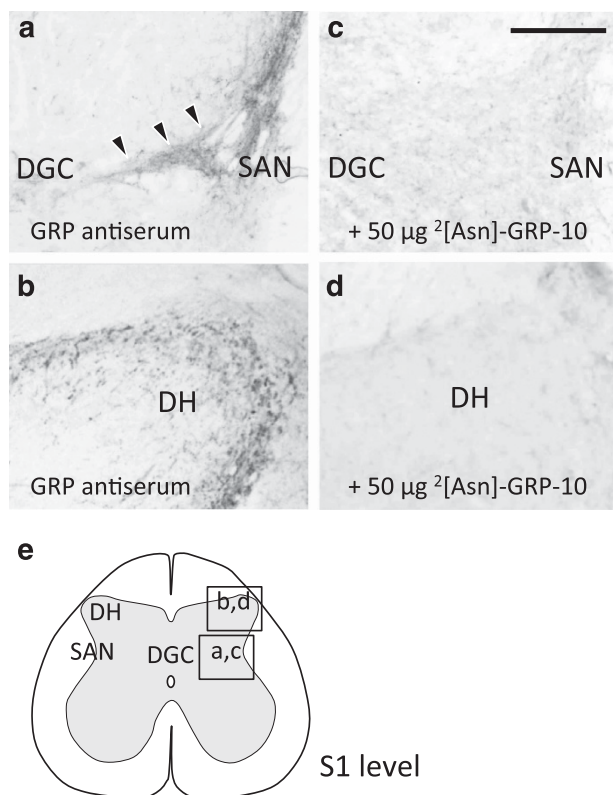 a
DGC
SAN
GRP antiserum
c
DGC
SAN
+ 50 µg ²[Asn]-GRP-10
b
DH
GRP antiserum
d
DH
+ 50 µg ²[Asn]-GRP-10
e
DH
b,d
SAN
DGC
a,c
S1 level